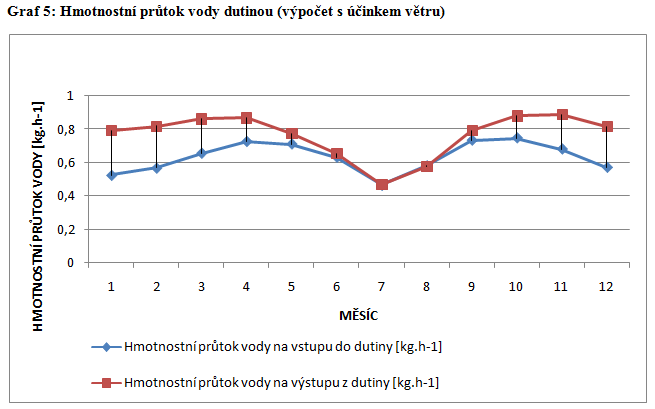 Graf 5: Hmotnostní průtok vody dutinou (výpočet s účinkem větru)
HMOTNOSTNÍ PRŮTOK VODY [kg.h-1]
1
0,8
0,6
0,4
0,2
0
1 2 3 4 5 6 7 8 9 10 11 12
MĚSÍC
Hmotnostní průtok vody na vstupu do dutiny [kg.h-1]
Hmotnostní průtok vody na výstupu z dutiny [kg.h-1]